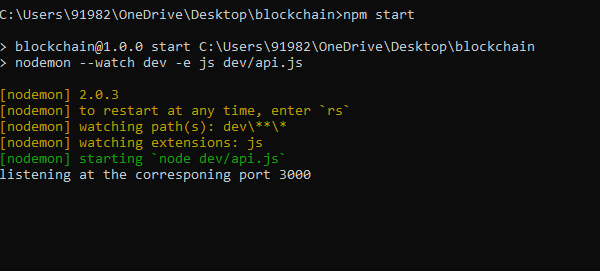 C:\Users\91982\OneDrive\Desktop\blockchain>npm start
> blockchain@1.0.0 start C:\Users\91982\OneDrive\Desktop\blockchain
> nodemon --watch dev -e js dev/api.js
[nodemon] 2.0.3
[nodemon] to restart at any time, enter `rs`
[nodemon] watching path(s): dev\**\*
[nodemon] watching extensions: js
[nodemon] starting `node dev/api.js`
listening at the corresponing port 3000